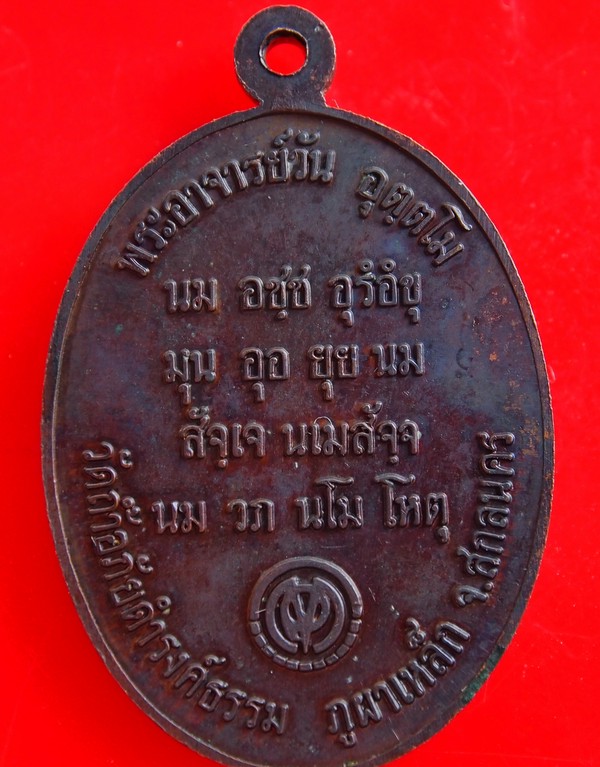 พระอาจารย์วัน อุตฺตโม
นม อชฺช อุรํอํขุ
มุน อุอ ยุย นม
สัจฺเจ นเมสัจฺจ
นม วภ นโม โหตุ
วัดถ้ำอภัยดำรงค์ธรรม ภูผาเหล็ก จ.สกลนคร